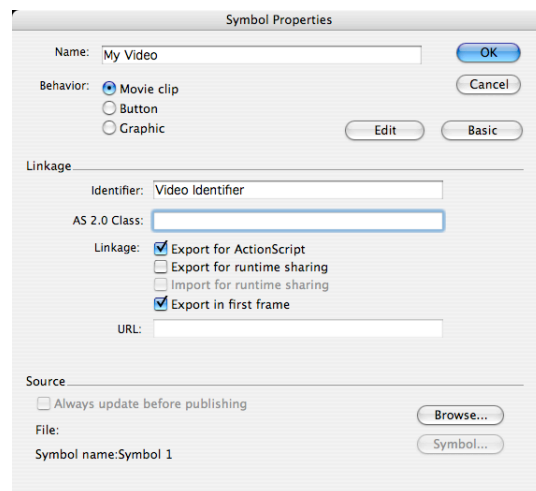 Symbol Properties
Name: My Video OK
Behavior: Movie clip Cancel
Button
Graphic Edit Basic
Linkage
Identifier: Video Identifier
AS 2.0 Class:
Linkage: Export for ActionScript
Export for runtime sharing
Import for runtime sharing
Export in first frame
URL:
Source
Always update before publishing
Browse...
File:
Symbol...
Symbol name:Symbol 1